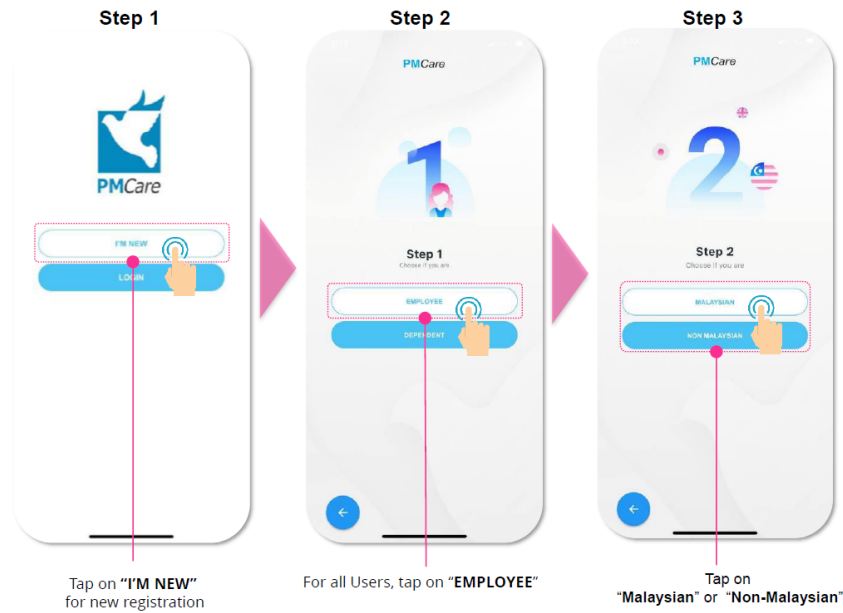 Step 1
Step 2
Step 3
PMCare
I'M NEW
LOGIN
PMCare
1
Step 1
Choose if you are
EMPLOYEE
DEPENDENT
PMCare
2
Step 2
Choose if you are
MALAYSIAN
NON MALAYSIAN
Tap on “I’M NEW”
for new registration
For all Users, tap on “EMPLOYEE”
Tap on
“Malaysian” or “Non-Malaysian”